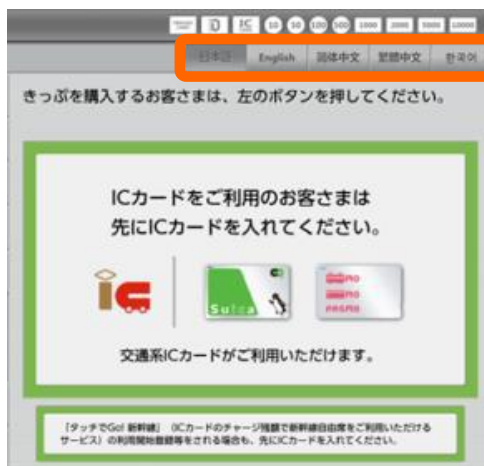 10 50 100 500 1000 2000 5000 10000
日本語 English 简体中文 繁體中文 한국어
きっぷを購入するお客さまは、左のボタンを押してください。
ICカードをご利用のお客さまは
先にICカードを入れてください。
Suica
PASMO
交通系ICカードがご利用いただけます。
「タッチでGo! 新幹線」（ICカードのチャージ残額で新幹線自由席をご利用いただける
サービス）の利用開始登録等をされる場合も、先にICカードを入れてください。